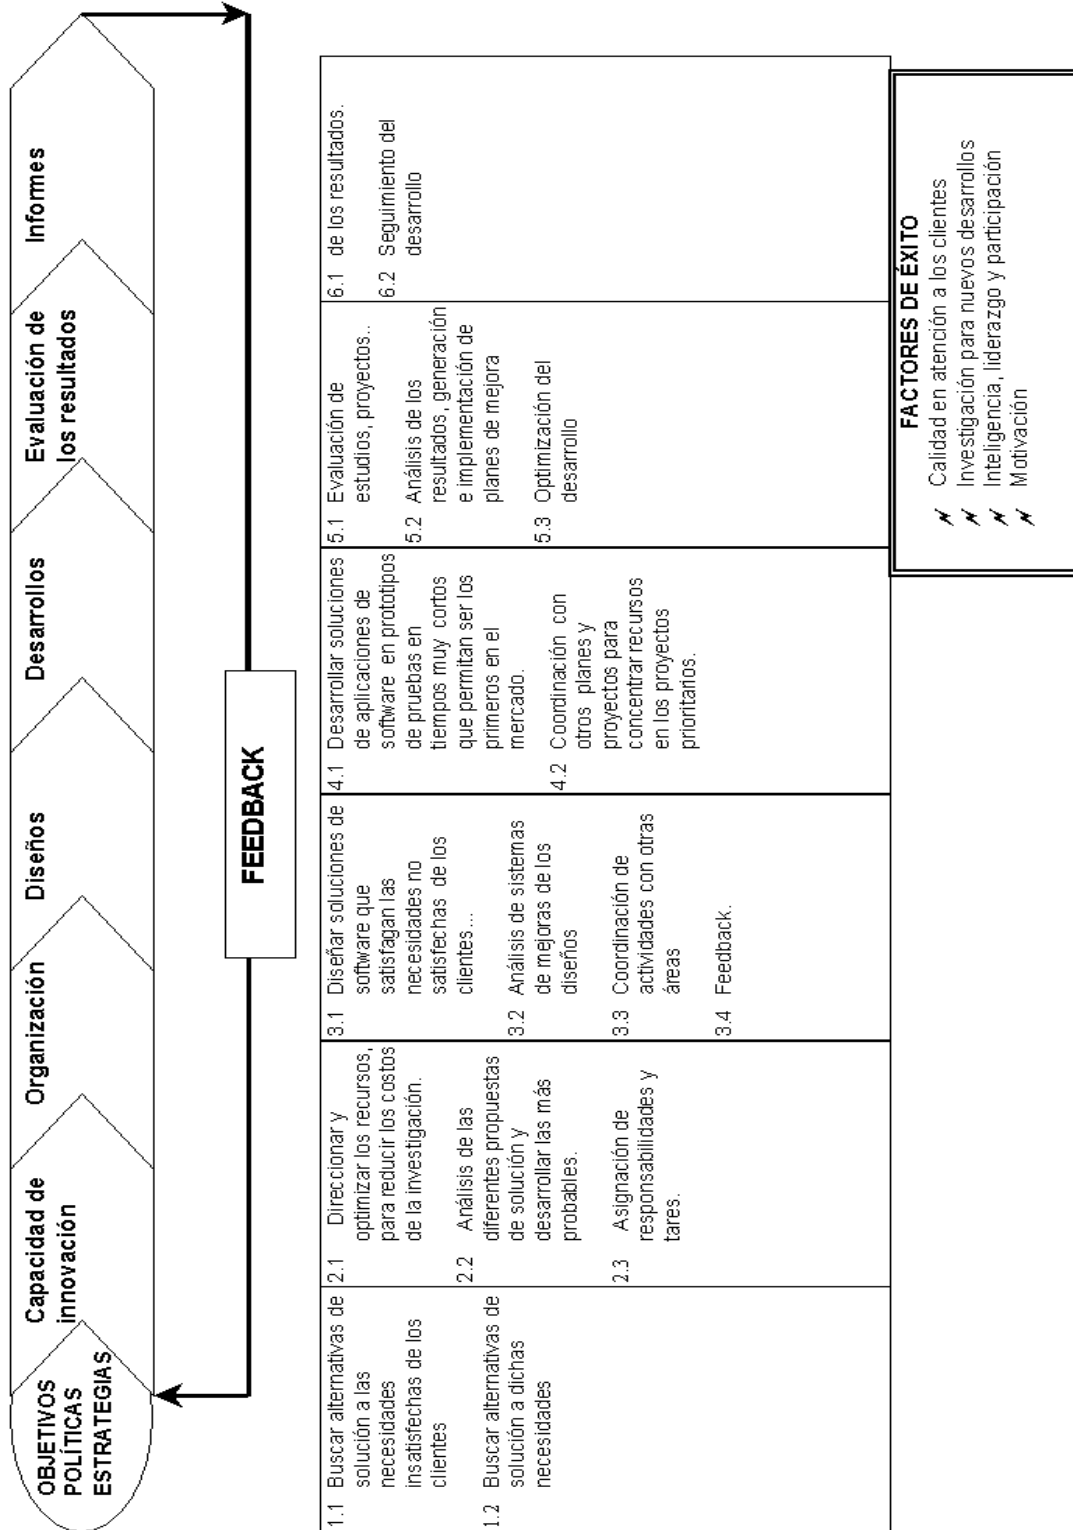 OBJETIVOS
POLÍTICAS
ESTRATEGIAS
Capacidad de
innovación
Organización
Diseños
Desarrollos
Evaluación de
los resultados
Informes
FEEDBACK
1.1 Buscar alternativas de
solución a las
necesidades
insatisfechas de los
clientes
1.2 Buscar alternativas de
solución a dichas
necesidades
2.1 Direccionar y
optimizar los recursos,
para reducir los costos
de la investigación.
2.2 Análisis de las
diferentes propuestas
de solución y
desarrollar las más
probables.
2.3 Asignación de
responsabilidades y
tares.
3.1 Diseñar soluciones de
software que
satisfagan las
necesidades no
satisfechas de los
clientes...
3.2 Análisis de sistemas
de mejoras de los
diseños
3.3 Coordinación de
actividades con otras
áreas
3.4 Feedback.
4.1 Desarrollar soluciones
de aplicaciones de
software en prototipos
de pruebas en
tiempos muy cortos
que permitan ser los
primeros en el
mercado.
4.2 Coordinación con
otros planes y
proyectos para
concentrar recursos
en los proyectos
prioritarios.
5.1 Evaluación de
estudios, proyectos..
5.2 Análisis de los
resultados, generación
e implementación de
planes de mejora
5.3 Optimización del
desarrollo
6.1 de los resultados.
6.2 Seguimiento del
desarrollo
FACTORES DE ÉXITO
Calidad en atención a los clientes
Investigación para nuevos desarrollos
Inteligencia, liderazgo y participación
Motivación